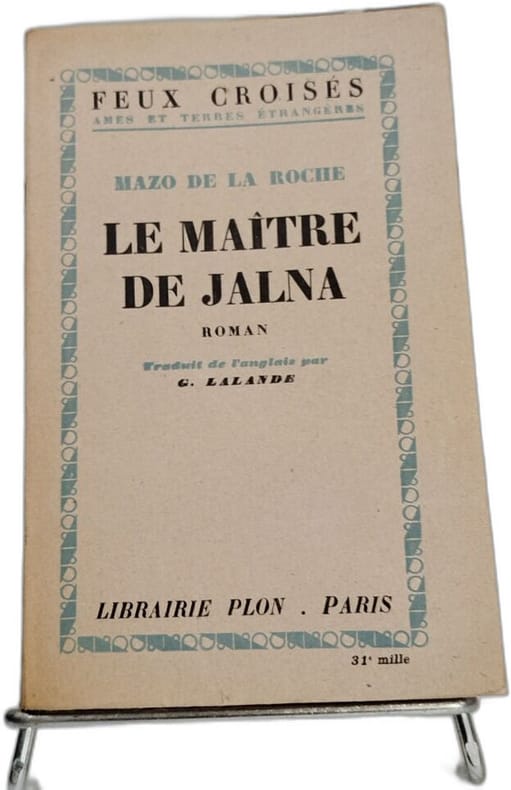 FEUX CROISÉS
AMES ET TERRES ÉTRANGÈRES
MAZO DE LA ROCHE
LE MAÎTRE
DE JALNA
ROMAN
Traduit de l'anglais par
G. LALANDE
LIBRAIRIE PLON . PARIS
31e mille